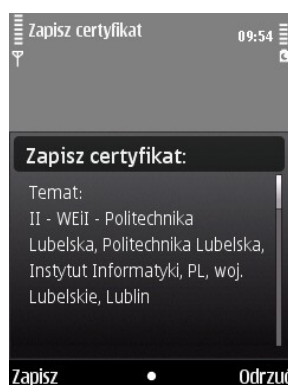 Zapisz certyfikat
09:54
Zapisz certyfikat:
Temat:
II - WEiI - Politechnika
Lubelska, Politechnika Lubelska,
Instytut Informatyki, PL, woj.
Lubelskie, Lublin
Zapisz
Odrzuć